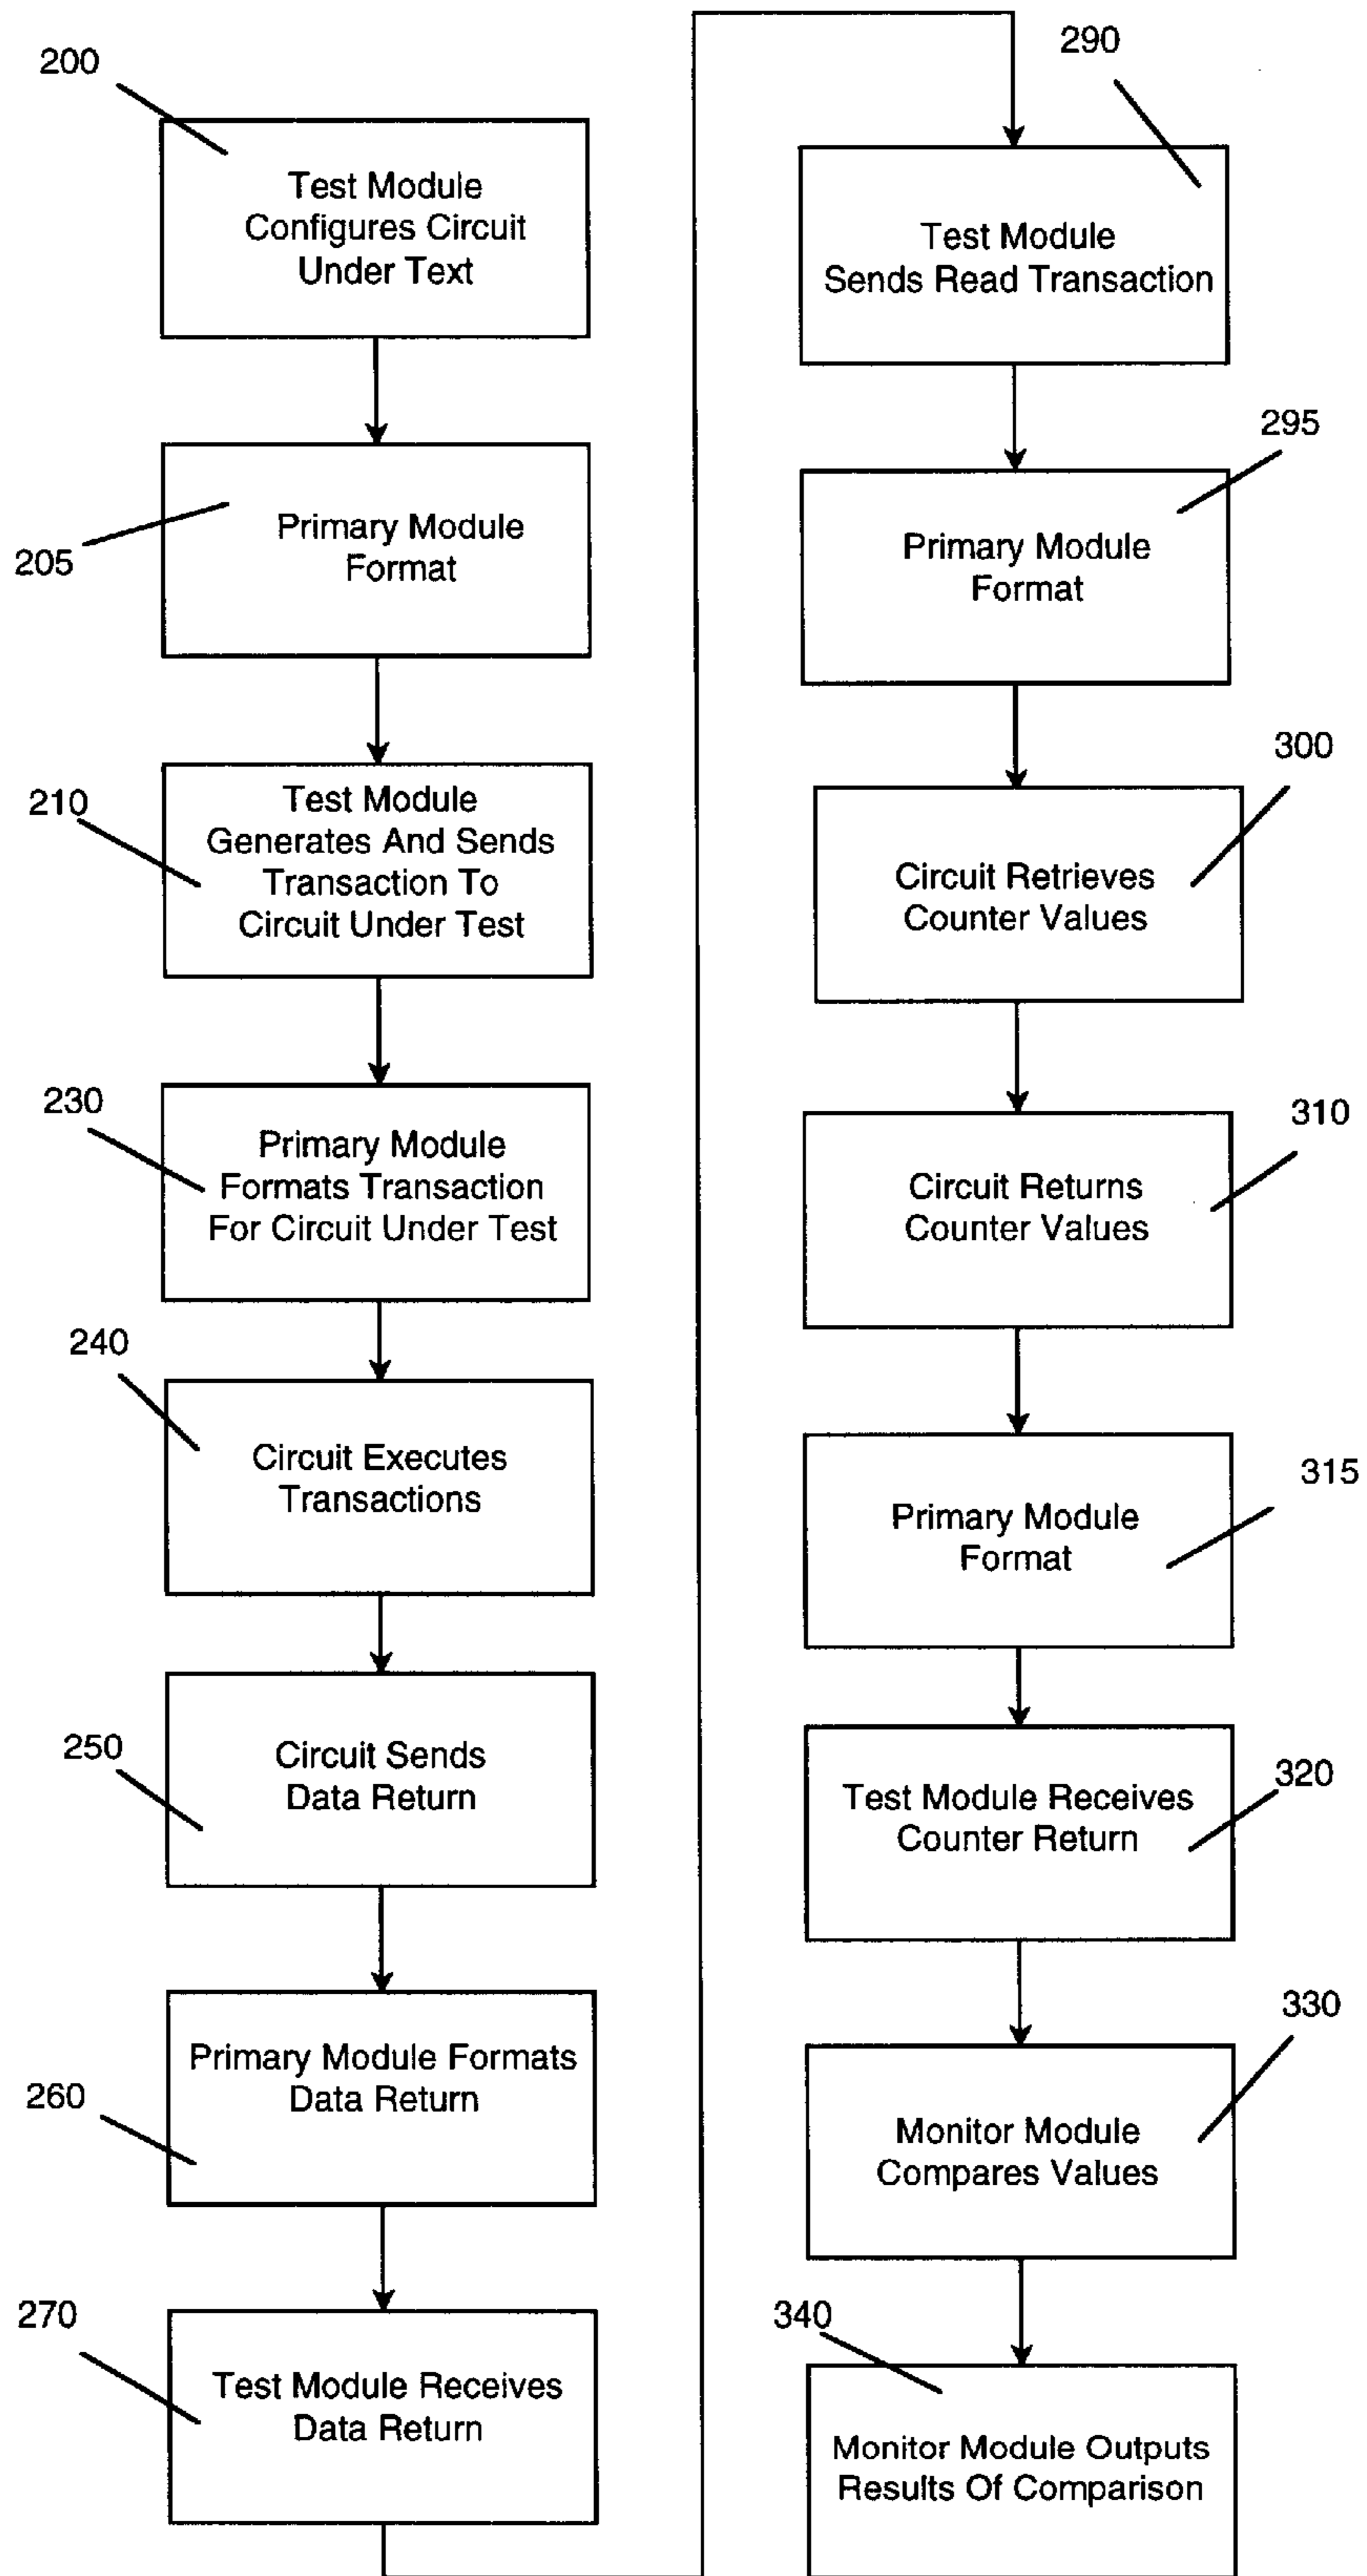 200
Test Module
Configures Circuit
Under Text
205
Primary Module
Format
210
Test Module
Generates And Sends
Transaction To
Circuit Under Test
230
Primary Module
Formats Transaction
For Circuit Under Test
240
Circuit Executes
Transactions
250
Circuit Sends
Data Return
260
Primary Module Formats
Data Return
270
Test Module Receives
Data Return
290
Test Module
Sends Read Transaction
295
Primary Module
Format
300
Circuit Retrieves
Counter Values
310
Circuit Returns
Counter Values
315
Primary Module
Format
320
Test Module Receives
Counter Return
330
Monitor Module
Compares Values
340
Monitor Module Outputs
Results Of Comparison